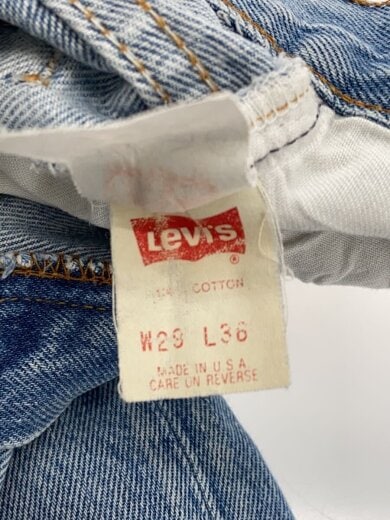 Levi's
®
COTTON
W29 L36
MADE IN U S A
CARE ON REVERSE